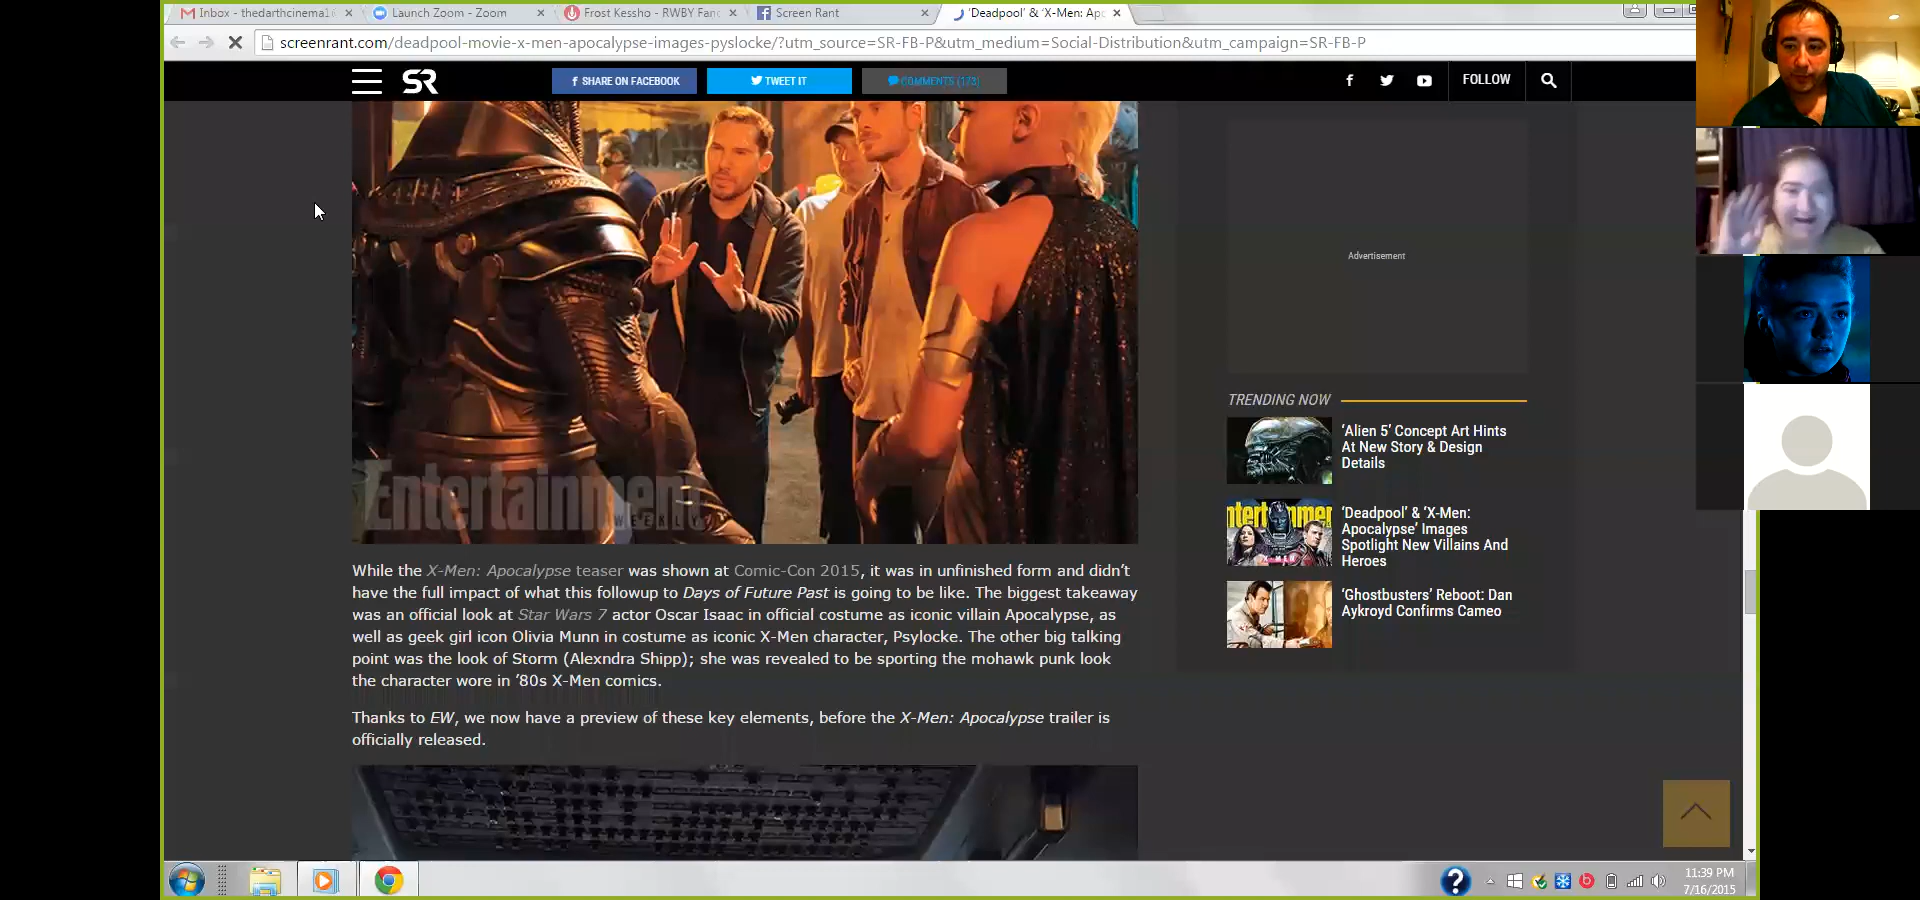 Inbox - thedarthcinema1
Launch Zoom - Zoom
Frost Kessho - RWBY Fan
Screen Rant
'Deadpool' & 'X-Men: Apo
screenrant.com/deadpool-movie-x-men-apocalypse-images-pyslocke/?utm_source=SR-FB-P&utm_medium=Social-Distribution&utm_campaign=SR-FB-P
SR
SHARE ON FACEBOOK
TWEET IT
COMMENTS (173)
FOLLOW
Advertisement
TRENDING NOW
'Alien 5' Concept Art Hints
At New Story & Design
Details
'Deadpool' & 'X-Men:
Apocalypse' Images
Spotlight New Villains And
Heroes
'Ghostbusters' Reboot: Dan
Aykroyd Confirms Cameo
Entertainment
WEEKLY
While the X-Men: Apocalypse teaser was shown at Comic-Con 2015, it was in unfinished form and didn't
have the full impact of what this followup to Days of Future Past is going to be like. The biggest takeaway
was an official look at Star Wars 7 actor Oscar Isaac in official costume as iconic villain Apocalypse, as
well as geek girl icon Olivia Munn in costume as iconic X-Men character, Psylocke. The other big talking
point was the look of Storm (Alexndra Shipp); she was revealed to be sporting the mohawk punk look
the character wore in '80s X-Men comics.
Thanks to EW, we now have a preview of these key elements, before the X-Men: Apocalypse trailer is
officially released.
11:39 PM
7/16/2015